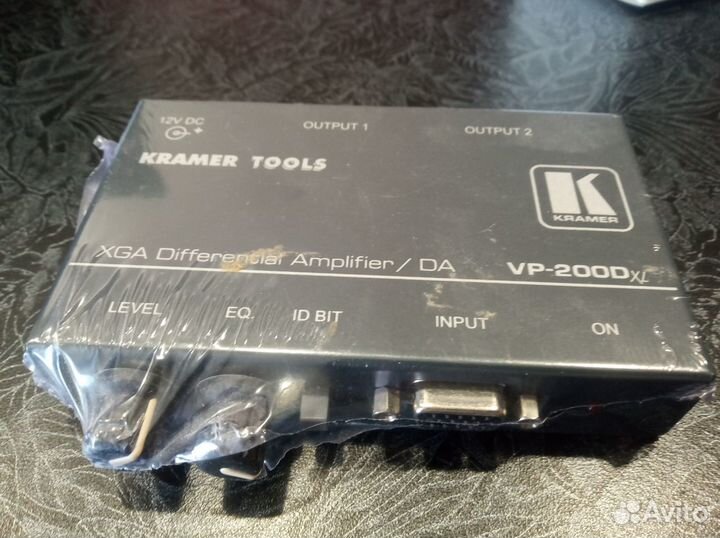 12V DC
OUTPUT 1
OUTPUT 2
KRAMER TOOLS
K
KRAMER
XGA Differential Amplifier / DA
VP-200Dxl
LEVEL
EQ.
ID BIT
INPUT
ON
Avito